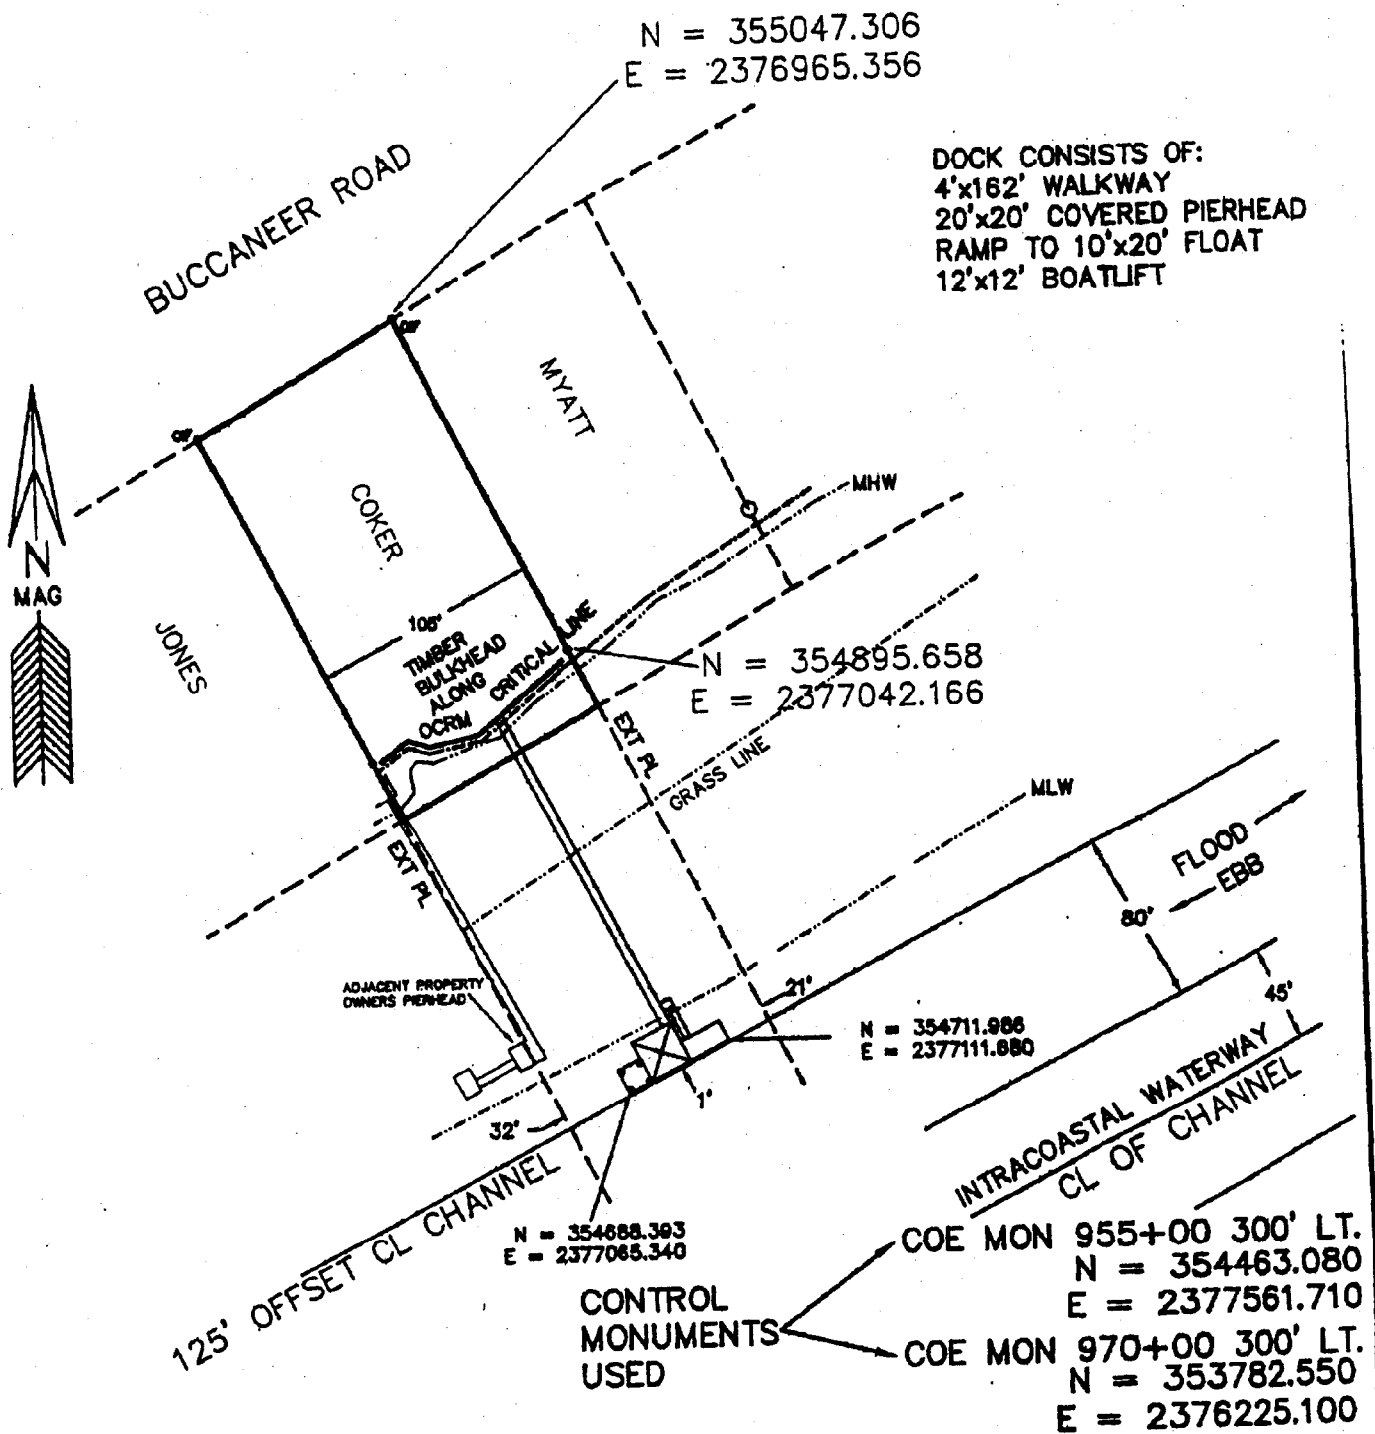 N = 355047.306
E = 2376965.356
BUCCANEER ROAD
DOCK CONSISTS OF:
4'x162' WALKWAY
20'x20' COVERED PIERHEAD
RAMP TO 10'x20' FLOAT
12'x12' BOATLIFT
MYATT
MHW
COKER
N
MAG
JONES
105'
TIMBER
BULKHEAD
ALONG
OCRM CRITICAL LINE
N = 354895.658
E = 2377042.166
EXT PL
GRASS LINE
MLW
FLOOD
EBB
80'
EXT PL
ADJACENT PROPERTY
OWNERS PIERHEAD
21'
45'
N = 354711.986
E = 2377111.680
1'
32'
INTRACOASTAL WATERWAY
CL OF CHANNEL
125' OFFSET CL CHANNEL
N = 354688.393
E = 2377065.340
CONTROL
MONUMENTS
USED
COE MON 955+00 300' LT.
N = 354463.080
E = 2377561.710
COE MON 970+00 300' LT.
N = 353782.550
E = 2376225.100